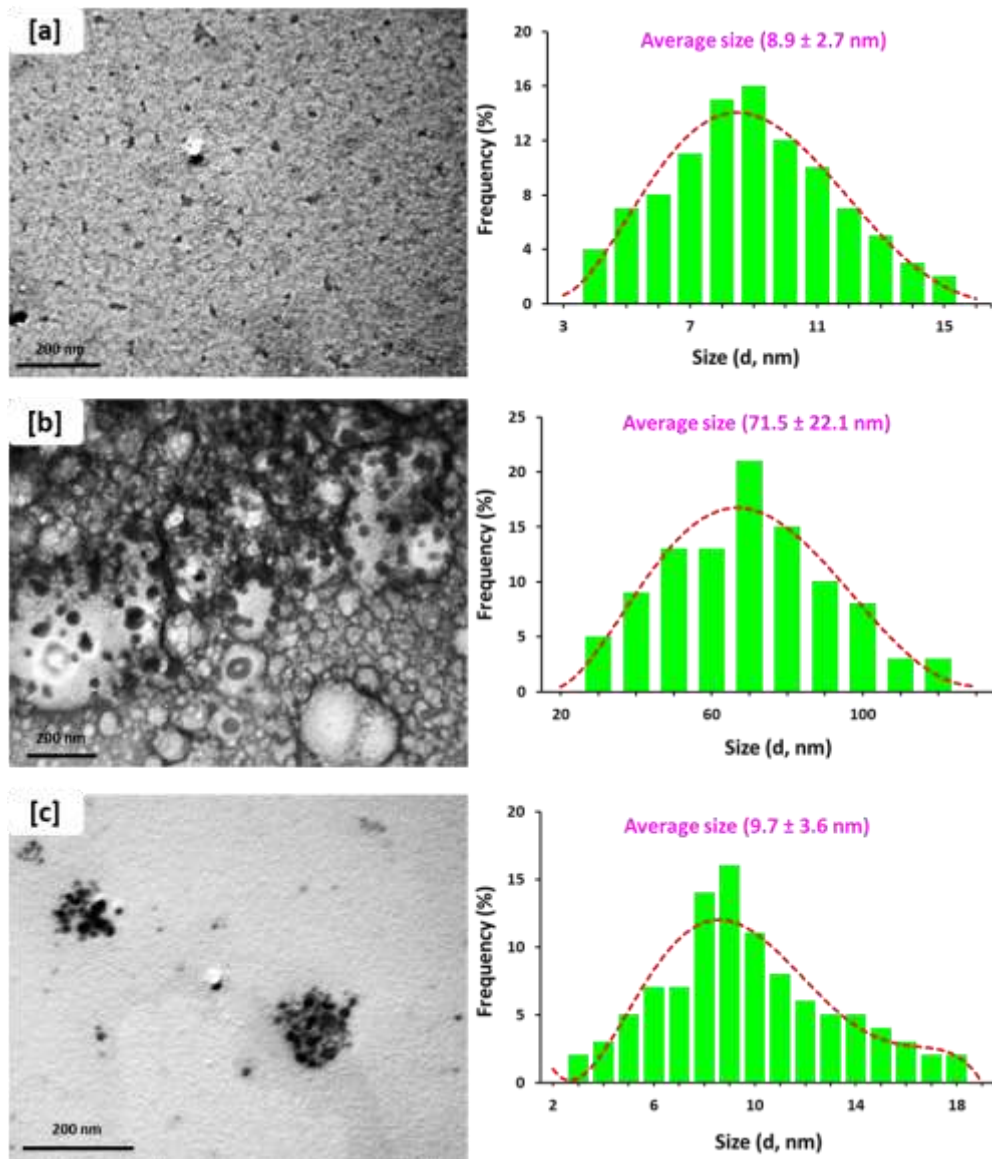 [a]
200 nm
Average size (8.9 ± 2.7 nm)
Frequency (%)
20
16
12
8
4
0
3 7 11 15
Size (d, nm)
[b]
200 nm
Average size (71.5 ± 22.1 nm)
Frequency (%)
25
20
15
10
5
0
20 60 100
Size (d, nm)
[c]
200 nm
Average size (9.7 ± 3.6 nm)
Frequency (%)
20
15
10
5
0
2 6 10 14 18
Size (d, nm)